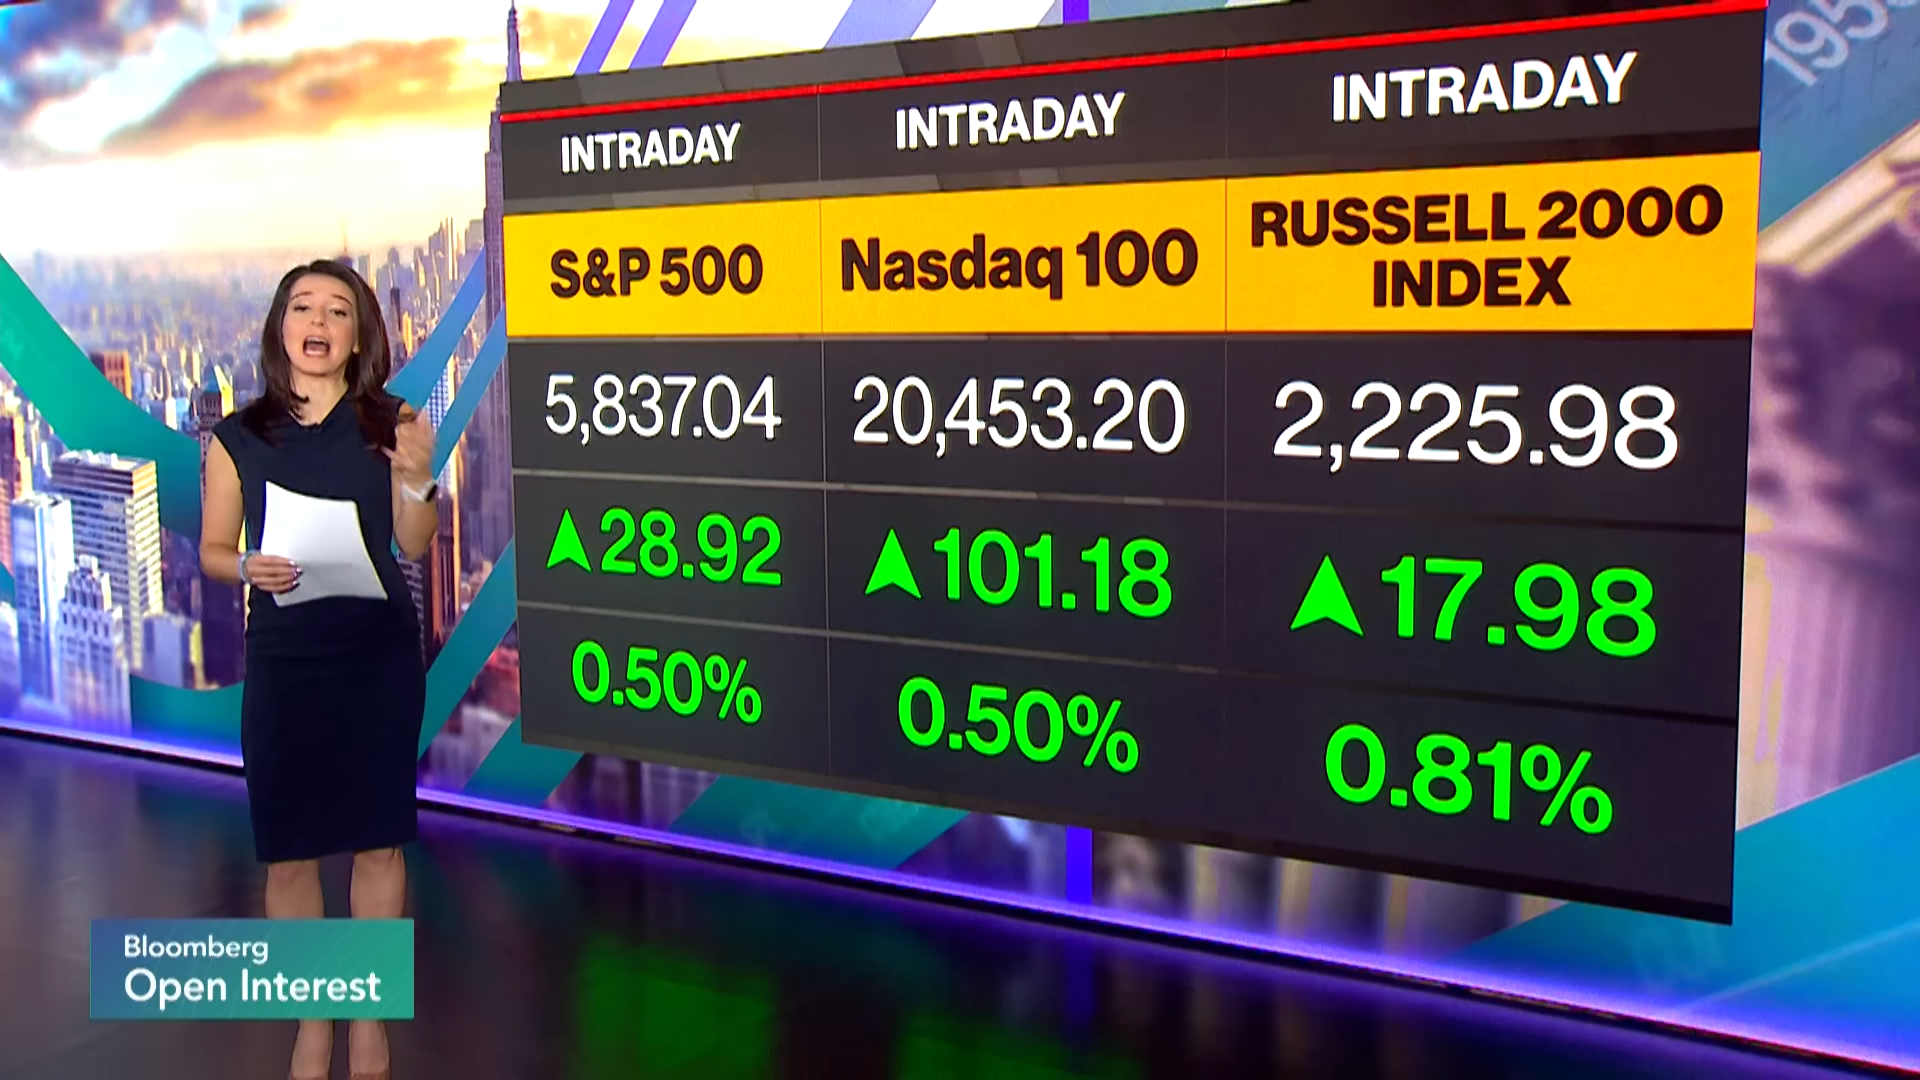 INTRADAY
INTRADAY
INTRADAY
S&P 500
Nasdaq 100
RUSSELL 2000
INDEX
5,837.04
20,453.20
2,225.98
▲28.92
▲101.18
▲17.98
0.50%
0.50%
0.81%
Bloomberg
Open Interest